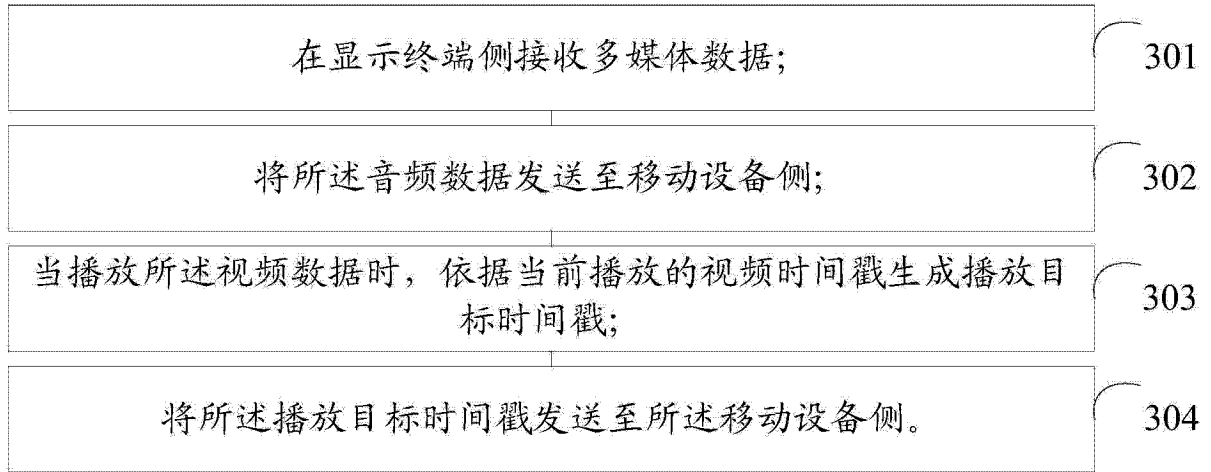 在显示终端侧接收多媒体数据;
301
将所述音频数据发送至移动设备侧;
302
当播放所述视频数据时，依据当前播放的视频时间戳生成播放目
标时间戳;
303
将所述播放目标时间戳发送至所述移动设备侧。
304